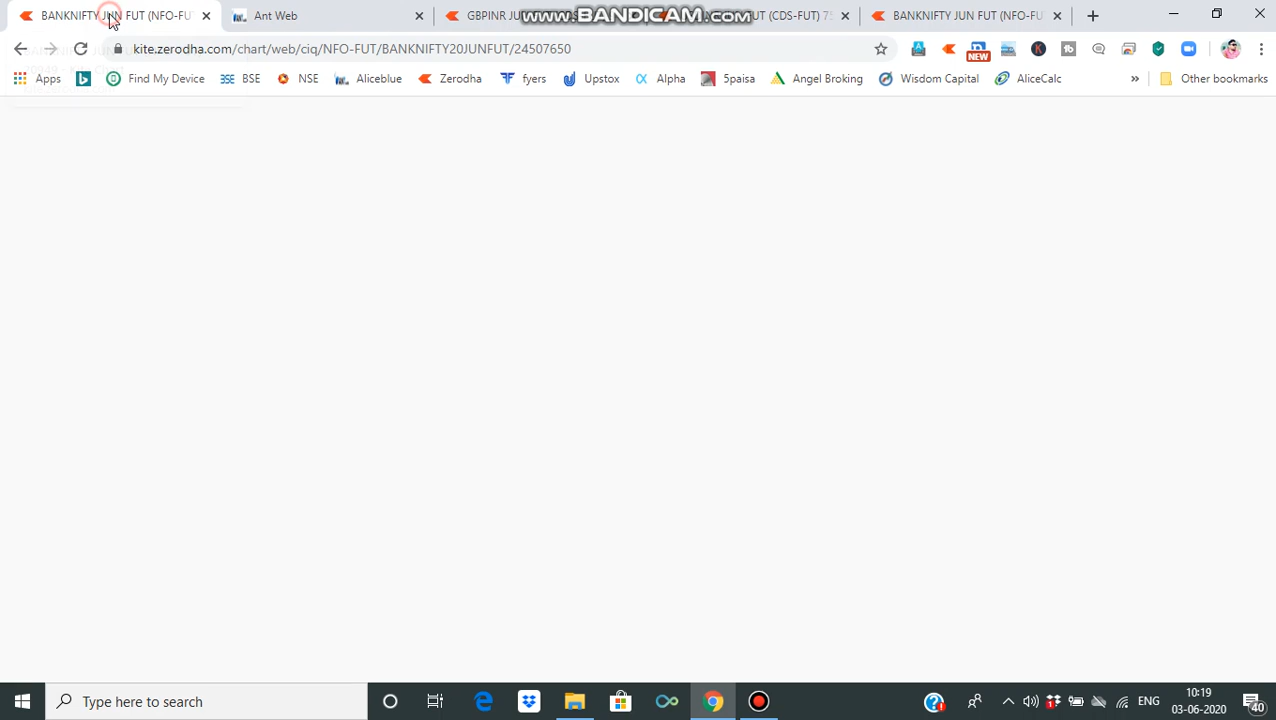 BANKNIFTY JUN FUT (NFO-FU
Ant Web
GBPINR JU
FUT (CDS-FUT) 7
BANKNIFTY JUN FUT (NFO-FU
www.BANDICAM.com
kite.zerodha.com/chart/web/ciq/NFO-FUT/BANKNIFTY20JUNFUT/24507650
NEW
Apps
Find My Device
BSE
NSE
Aliceblue
Zerodha
fyers
Upstox
Alpha
5paisa
Angel Broking
Wisdom Capital
AliceCalc
»
Other bookmarks
Type here to search
ENG
10:19
03-06-2020
40